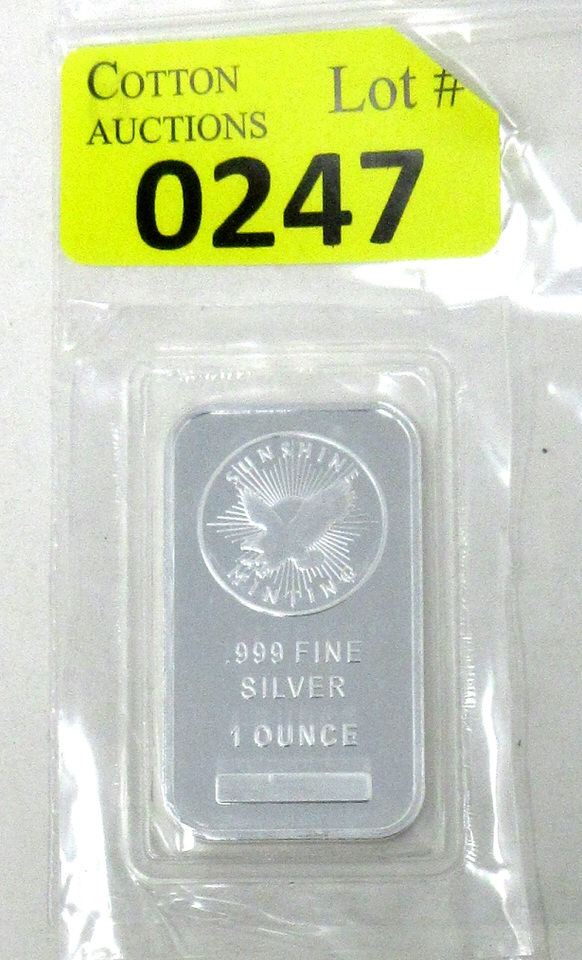 COTTON
AUCTIONS
Lot #
0247
SUNSHINE
MINTING
.999 FINE
SILVER
1 OUNCE